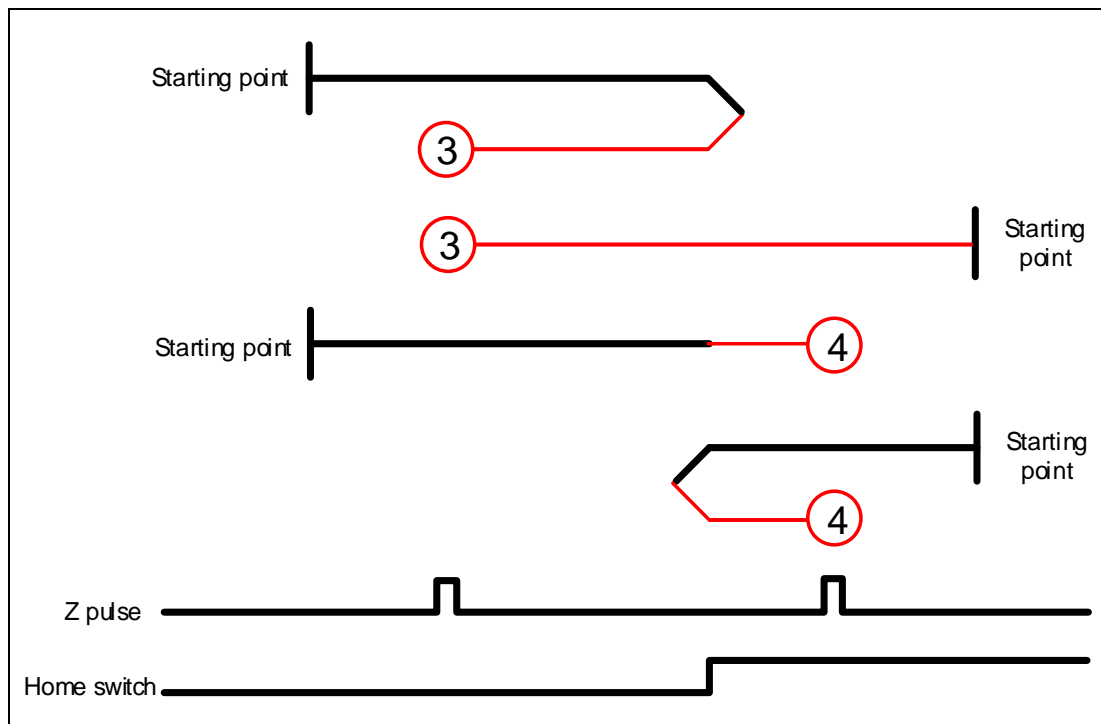 Starting point
3
3
Starting
point
Starting point
4
Starting
point
4
Z pulse
Home switch